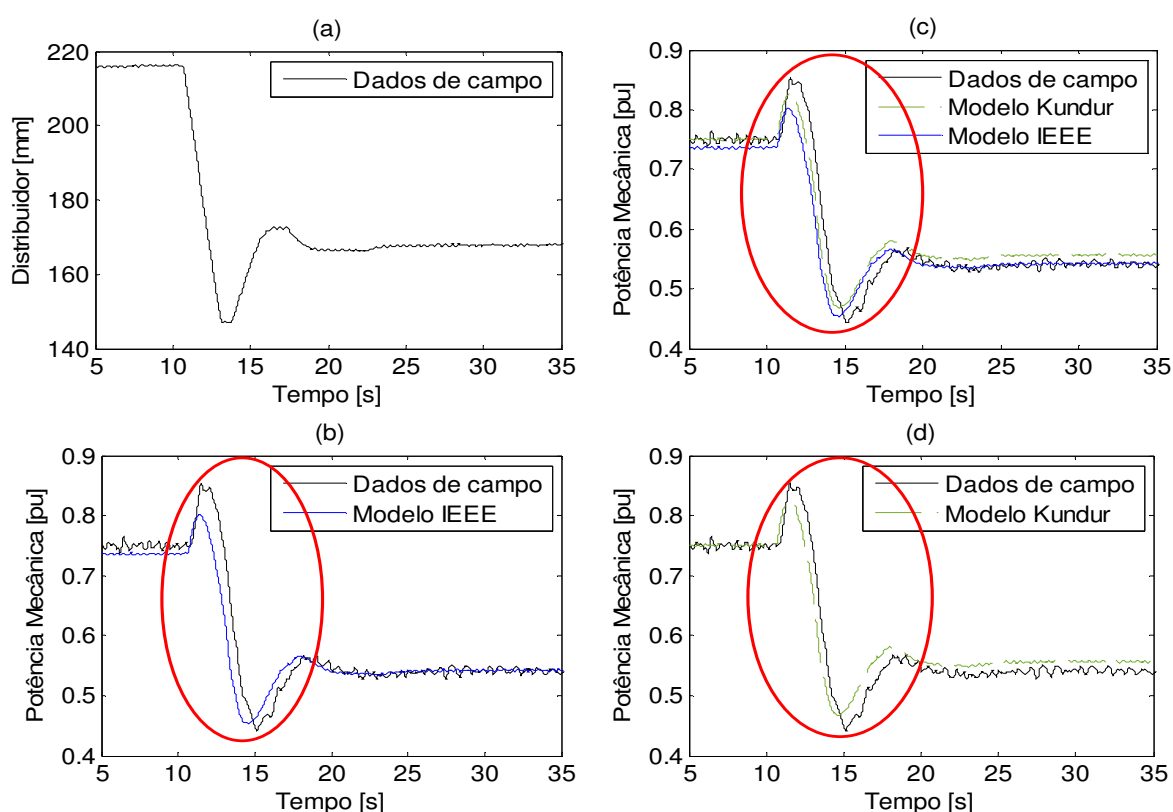 (a)
Distribuidor [mm]
220
200
180
160
140
Dados de campo
5 10 15 20 25 30 35
Tempo [s]
(c)
Potência Mecânica [pu]
0.9
0.8
0.7
0.6
0.5
0.4
Dados de campo
Modelo Kundur
Modelo IEEE
5 10 15 20 25 30 35
Tempo [s]
(b)
Potência Mecânica [pu]
0.9
0.8
0.7
0.6
0.5
0.4
Dados de campo
Modelo IEEE
5 10 15 20 25 30 35
Tempo [s]
(d)
Potência Mecânica [pu]
0.9
0.8
0.7
0.6
0.5
0.4
Dados de campo
Modelo Kundur
5 10 15 20 25 30 35
Tempo [s]